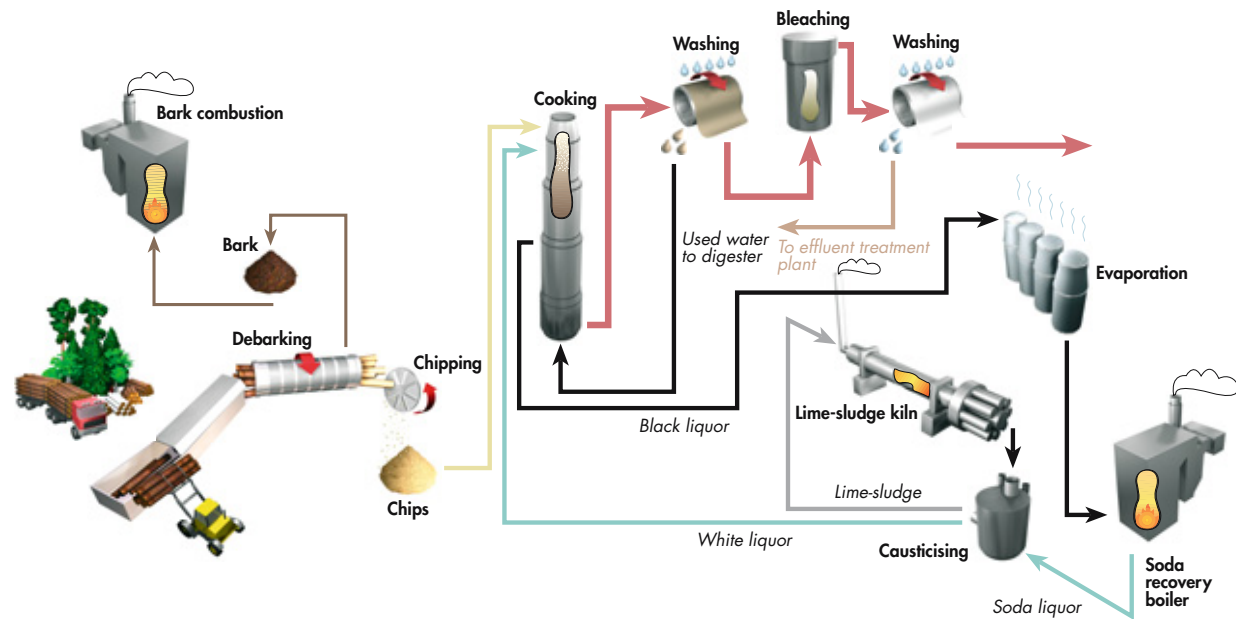 Bleaching
Washing
Washing
Cooking
Bark combustion
Used water
to digester
To effluent treatment
plant
Bark
Evaporation
Debarking
Chipping
Lime-sludge kiln
Black liquor
Lime-sludge
Chips
White liquor
Causticising
Soda
recovery
boiler
Soda liquor